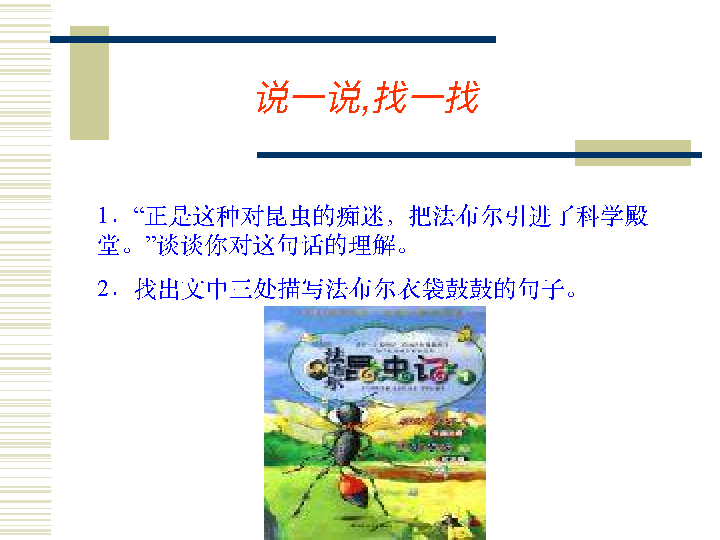 说一说,找一找
1．“正是这种对昆虫的痴迷，把法布尔引进了科学殿
堂。”谈谈你对这句话的理解。
2．找出文中三处描写法布尔衣袋鼓鼓的句子。
法布尔
昆虫记
1